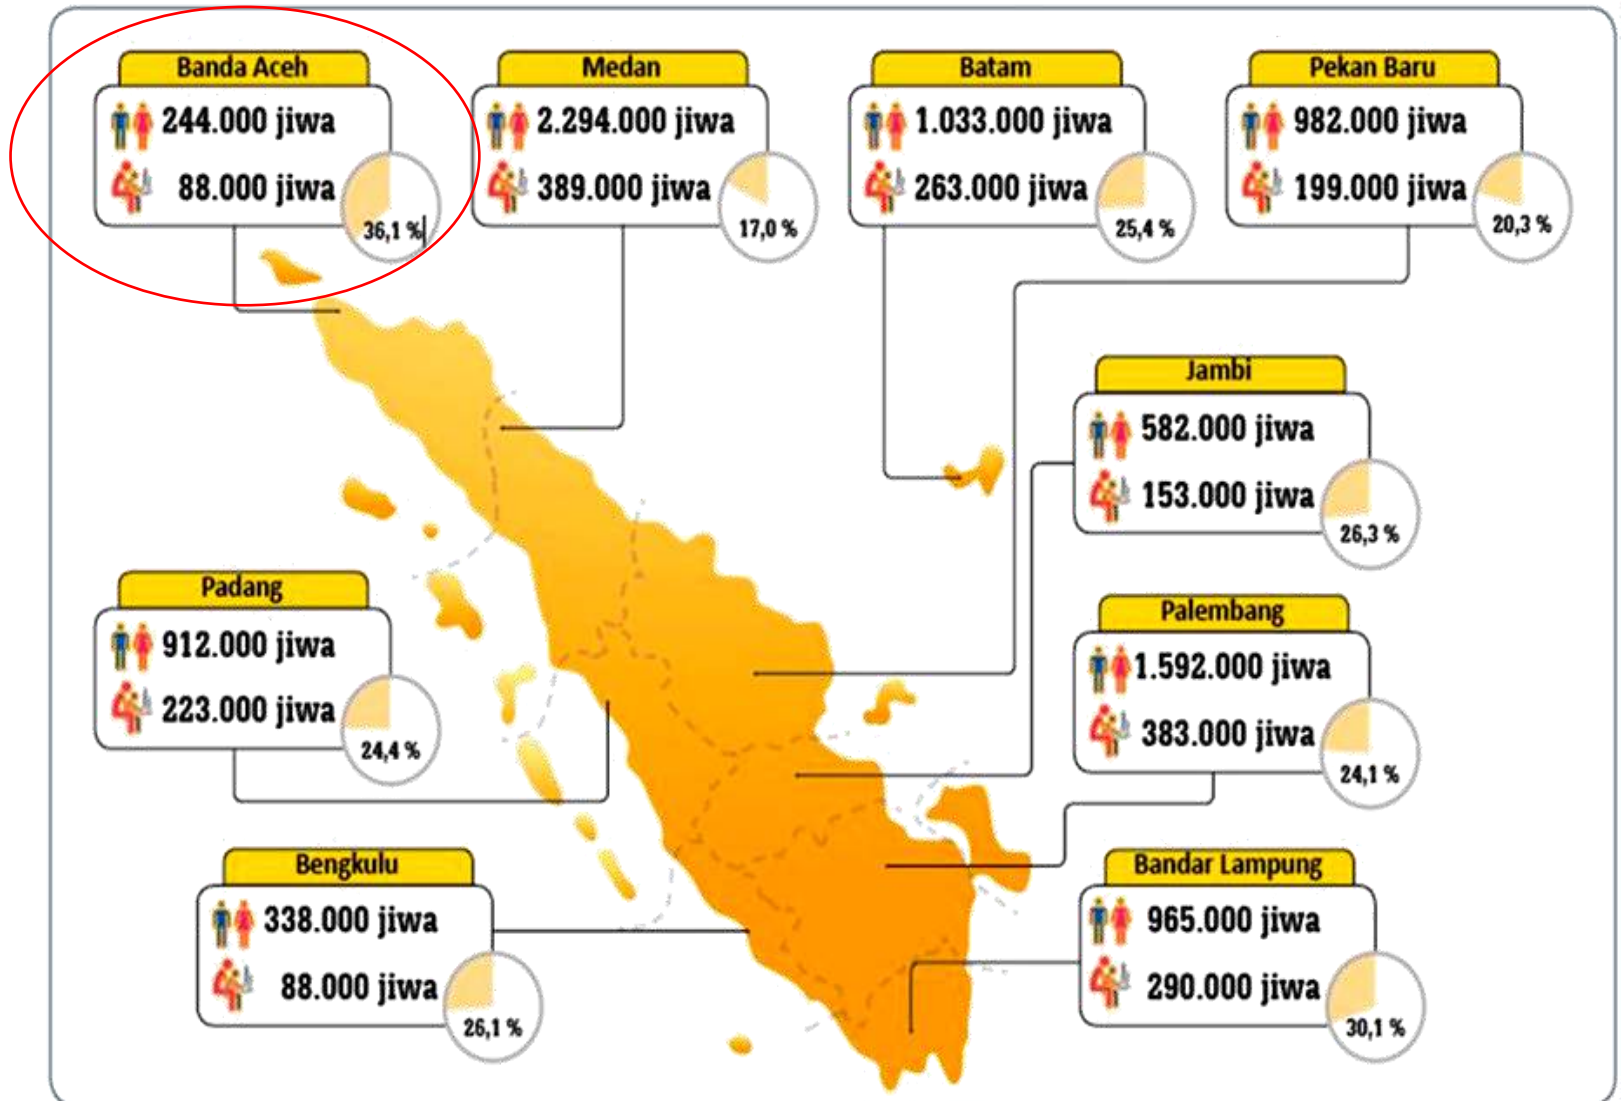 Banda Aceh
244.000 jiwa
88.000 jiwa
36,1 %
Medan
2.294.000 jiwa
389.000 jiwa
17,0 %
Batam
1.033.000 jiwa
263.000 jiwa
25,4 %
Pekan Baru
982.000 jiwa
199.000 jiwa
20,3 %
Jambi
582.000 jiwa
153.000 jiwa
26,3 %
Padang
912.000 jiwa
223.000 jiwa
24,4 %
Palembang
1.592.000 jiwa
383.000 jiwa
24,1 %
Bengkulu
338.000 jiwa
88.000 jiwa
26,1 %
Bandar Lampung
965.000 jiwa
290.000 jiwa
30,1 %